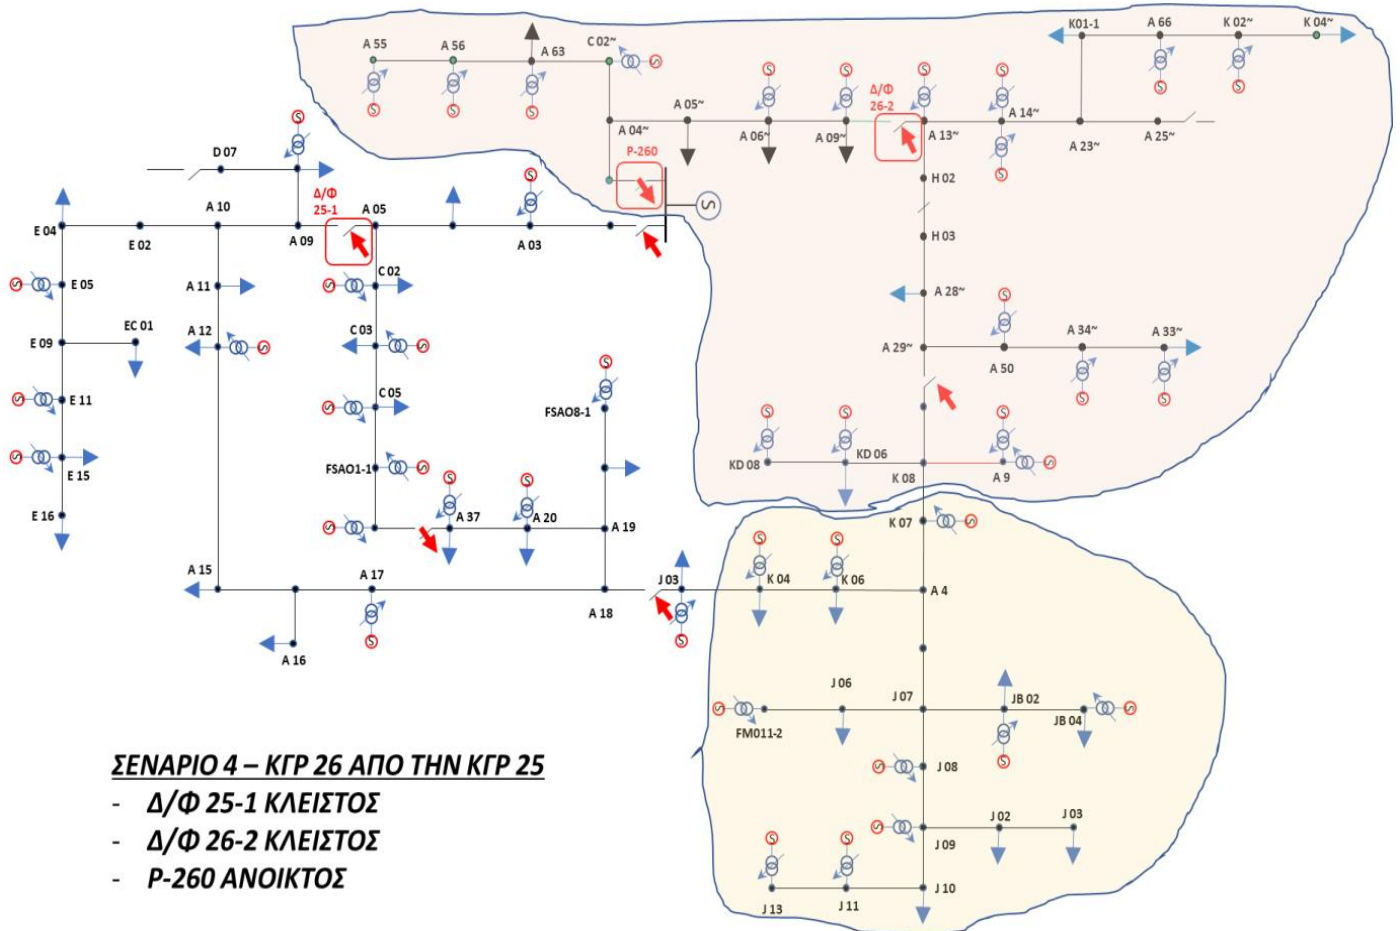 K01-1
A 66
K 02~
K 04~
A 55
A 56
A 63
C 02~
S
S
S
S
S
S
S
S
S
S
S
A 04~
A 05~
A 06~
A 09~
Δ/Φ
26-2
A 13~
A 14~
A 23~
A 25~
S
P-260
H 02
S
D 07
Δ/Φ
25-1
S
S
A 10
A 05
E 04
E 02
A 09
A 03
H 03
S
E 05
A 11
S
C 02
A 28~
S
EC 01
E 09
A 12
S
C 03
S
A 29~
A 50
A 34~
A 33~
S
S
S
S
E 11
S
C 05
FSAO8-1
S
S
S
S
E 15
FSAO1-1
S
KD 08
KD 06
K 08
A 9
S
S
S
E 16
S
A 37
A 20
A 19
K 07
S
S
S
A 15
A 17
A 18
J 03
K 04
K 06
A 4
A 16
S
S
J 06
J 07
JB 02
S
FM011-2
JB 04
S
S
J 08
S
ΣΕΝΑΡΙΟ 4 – ΚΓΡ 26 ΑΠΟ ΤΗΝ ΚΓΡ 25
- Δ/Φ 25-1 ΚΛΕΙΣΤΟΣ
- Δ/Φ 26-2 ΚΛΕΙΣΤΟΣ
- P-260 ΑΝΟΙΚΤΟΣ
S
J 02
J 03
J 09
S
S
J 13
J 11
J 10